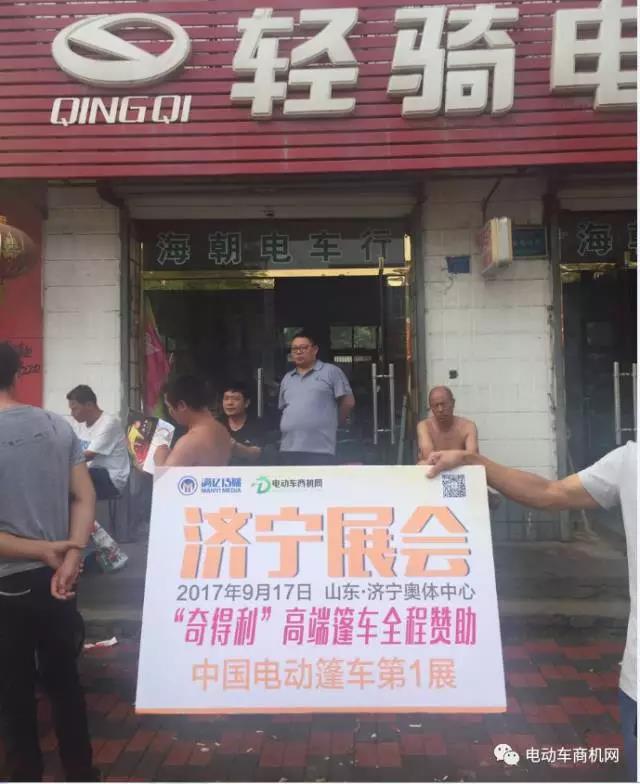 轻骑电
QINGQI
海朝电车行
海
满亿传媒
MANYI MEDIA
电动车商机网
济宁展会
2017年9月17日 山东·济宁奥体中心
“奇得利”高端篷车全程赞助
中国电动篷车第1展
电动车商机网